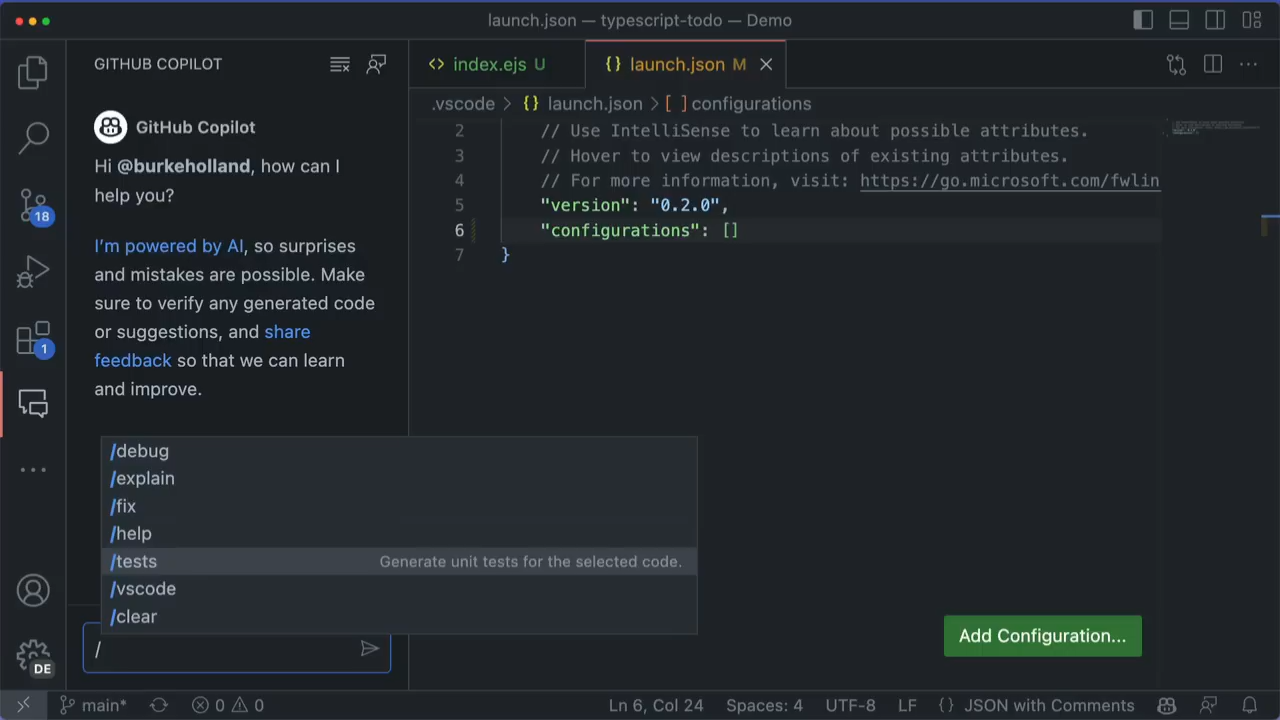 launch.json — typescript-todo — Demo
GITHUB COPILOT
GitHub Copilot
Hi @burkeholland, how can I
help you?
I'm powered by AI, so surprises
and mistakes are possible. Make
sure to verify any generated code
or suggestions, and share
feedback so that we can learn
and improve.
18
1
/debug
/explain
/fix
/help
/tests Generate unit tests for the selected code.
/vscode
/clear
/
DE
<> index.ejs U
{} launch.json M
.vscode > {} launch.json > [ ] configurations
2 // Use IntelliSense to learn about possible attributes.
3 // Hover to view descriptions of existing attributes.
4 // For more information, visit: https://go.microsoft.com/fwlin
5 "version": "0.2.0",
6 "configurations": []
7 }
Add Configuration...
main* 0 0 Ln 6, Col 24 Spaces: 4 UTF-8 LF {} JSON with Comments